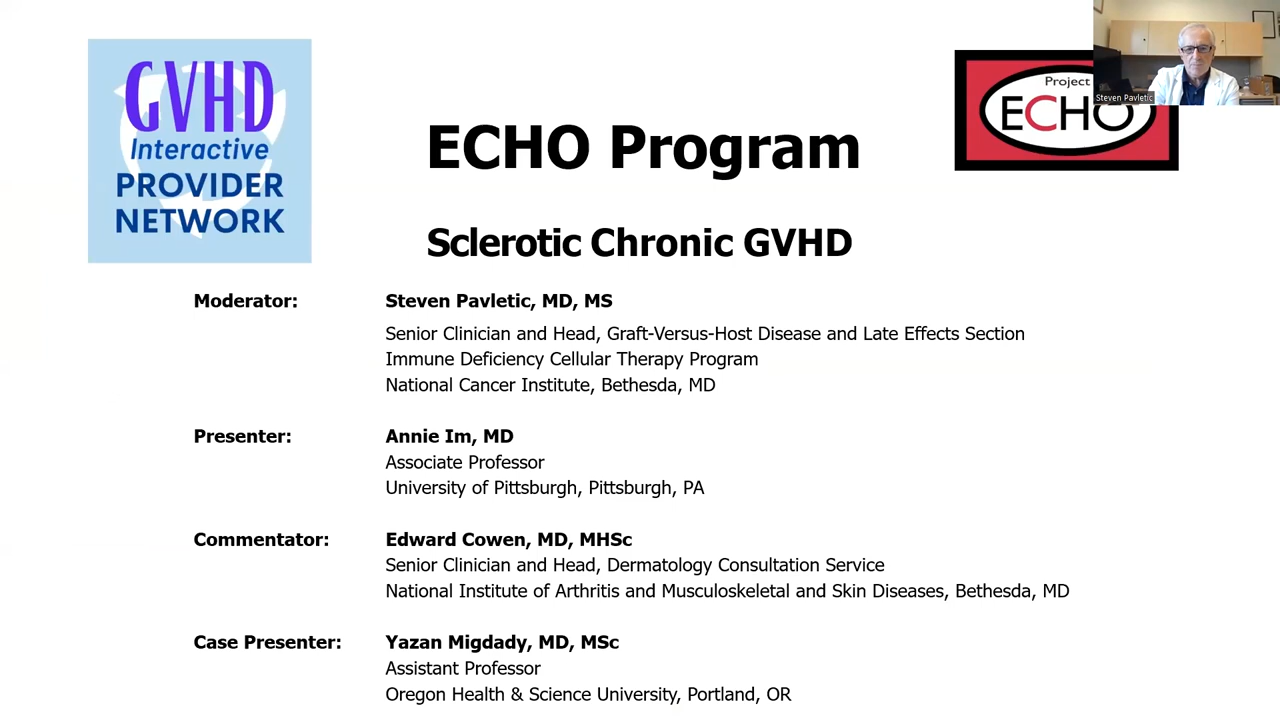 GVHD
Interactive
PROVIDER
NETWORK
ECHO Program
Project
ECHO
Steven Pavletic
Sclerotic Chronic GVHD
Moderator: Steven Pavletic, MD, MS
Senior Clinician and Head, Graft-Versus-Host Disease and Late Effects Section
Immune Deficiency Cellular Therapy Program
National Cancer Institute, Bethesda, MD
Presenter: Annie Im, MD
Associate Professor
University of Pittsburgh, Pittsburgh, PA
Commentator: Edward Cowen, MD, MHSc
Senior Clinician and Head, Dermatology Consultation Service
National Institute of Arthritis and Musculoskeletal and Skin Diseases, Bethesda, MD
Case Presenter: Yazan Migdady, MD, MSc
Assistant Professor
Oregon Health & Science University, Portland, OR